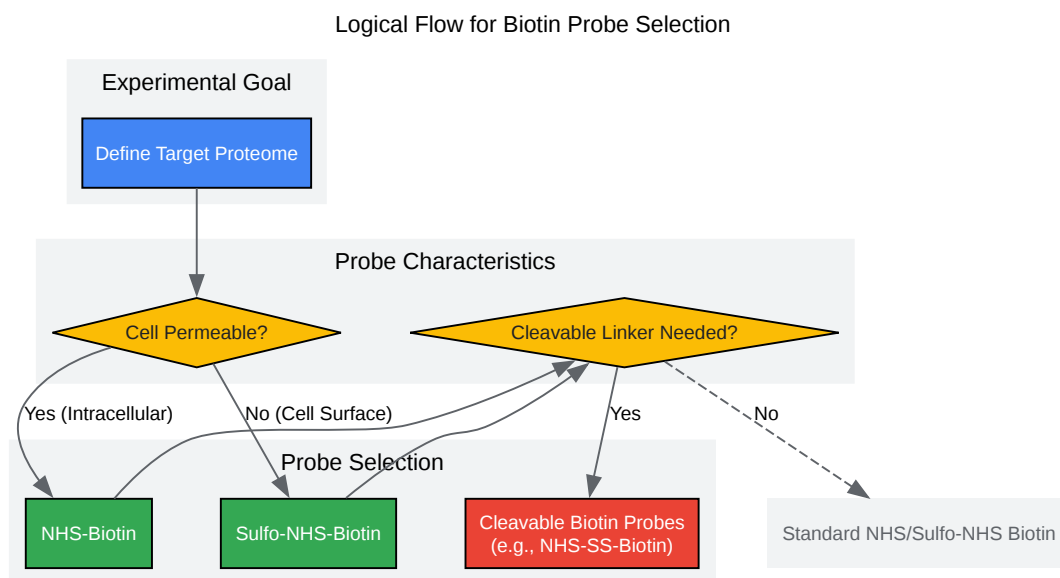 Logical Flow for Biotin Probe Selection
Experimental Goal
Define Target Proteome
Probe Characteristics
Cell Permeable?
Cleavable Linker Needed?
Yes (Intracellular)
No (Cell Surface)
Yes
No
Probe Selection
NHS-Biotin
Sulfo-NHS-Biotin
Cleavable Biotin Probes
(e.g., NHS-SS-Biotin)
Standard NHS/Sulfo-NHS Biotin